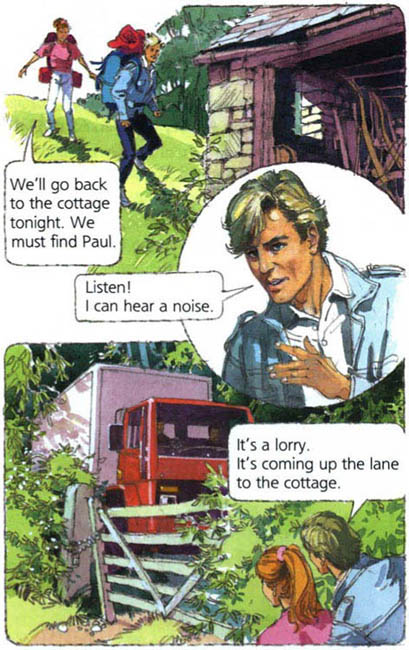 We'll go back
to the cottage
tonight. We
must find Paul.
Listen!
I can hear a noise.
It's a lorry.
It's coming up the lane
to the cottage.